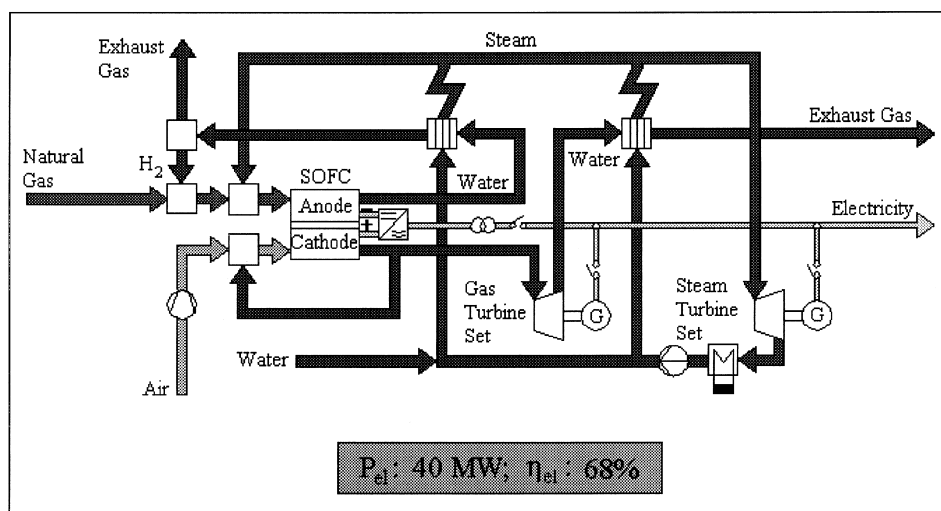 Steam
Exhaust
Gas
Exhaust Gas
Natural
Gas
H2
Water
Water
SOFC
Anode
Cathode
+
Electricity
Gas
Turbine
Set
G
Steam
Turbine
Set
G
Water
Air
Pel : 40 MW; ηel : 68%